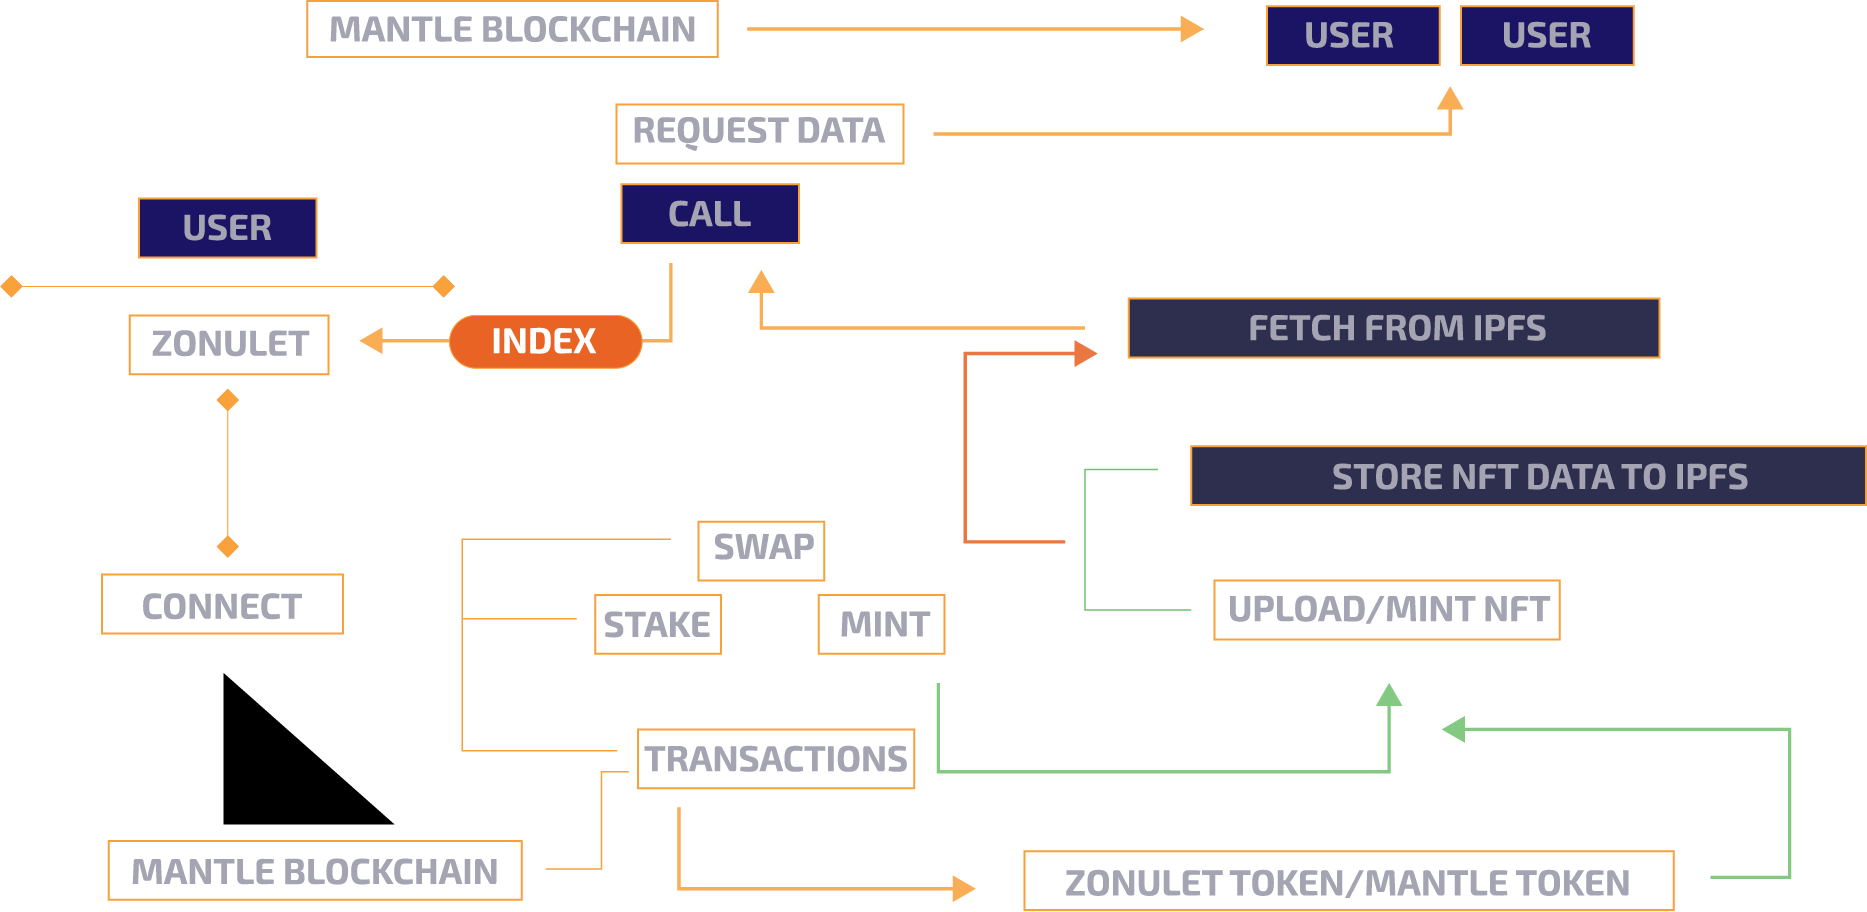 MANTLE BLOCKCHAIN
USER
USER
REQUEST DATA
CALL
USER
ZONULET
INDEX
FETCH FROM IPFS
STORE NFT DATA TO IPFS
SWAP
CONNECT
STAKE
MINT
UPLOAD/MINT NFT
TRANSACTIONS
MANTLE BLOCKCHAIN
ZONULET TOKEN/MANTLE TOKEN